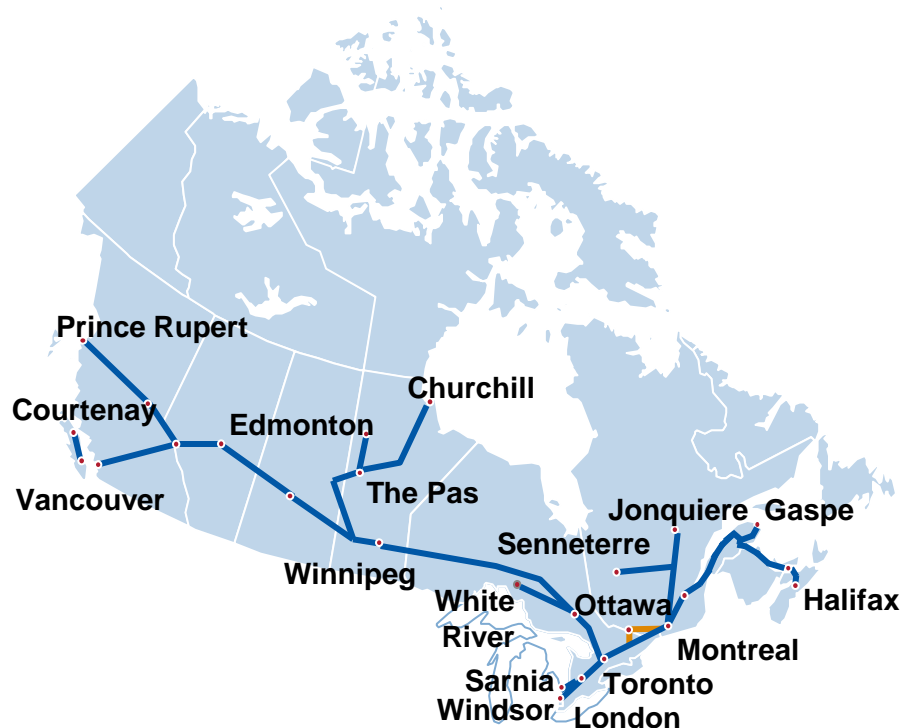 Prince Rupert
Churchill
Courtenay
Edmonton
The Pas
Vancouver
Jonquiere
Gaspe
Senneterre
Winnipeg
White
River
Ottawa
Halifax
Montreal
Sarnia
Toronto
Windsor
London